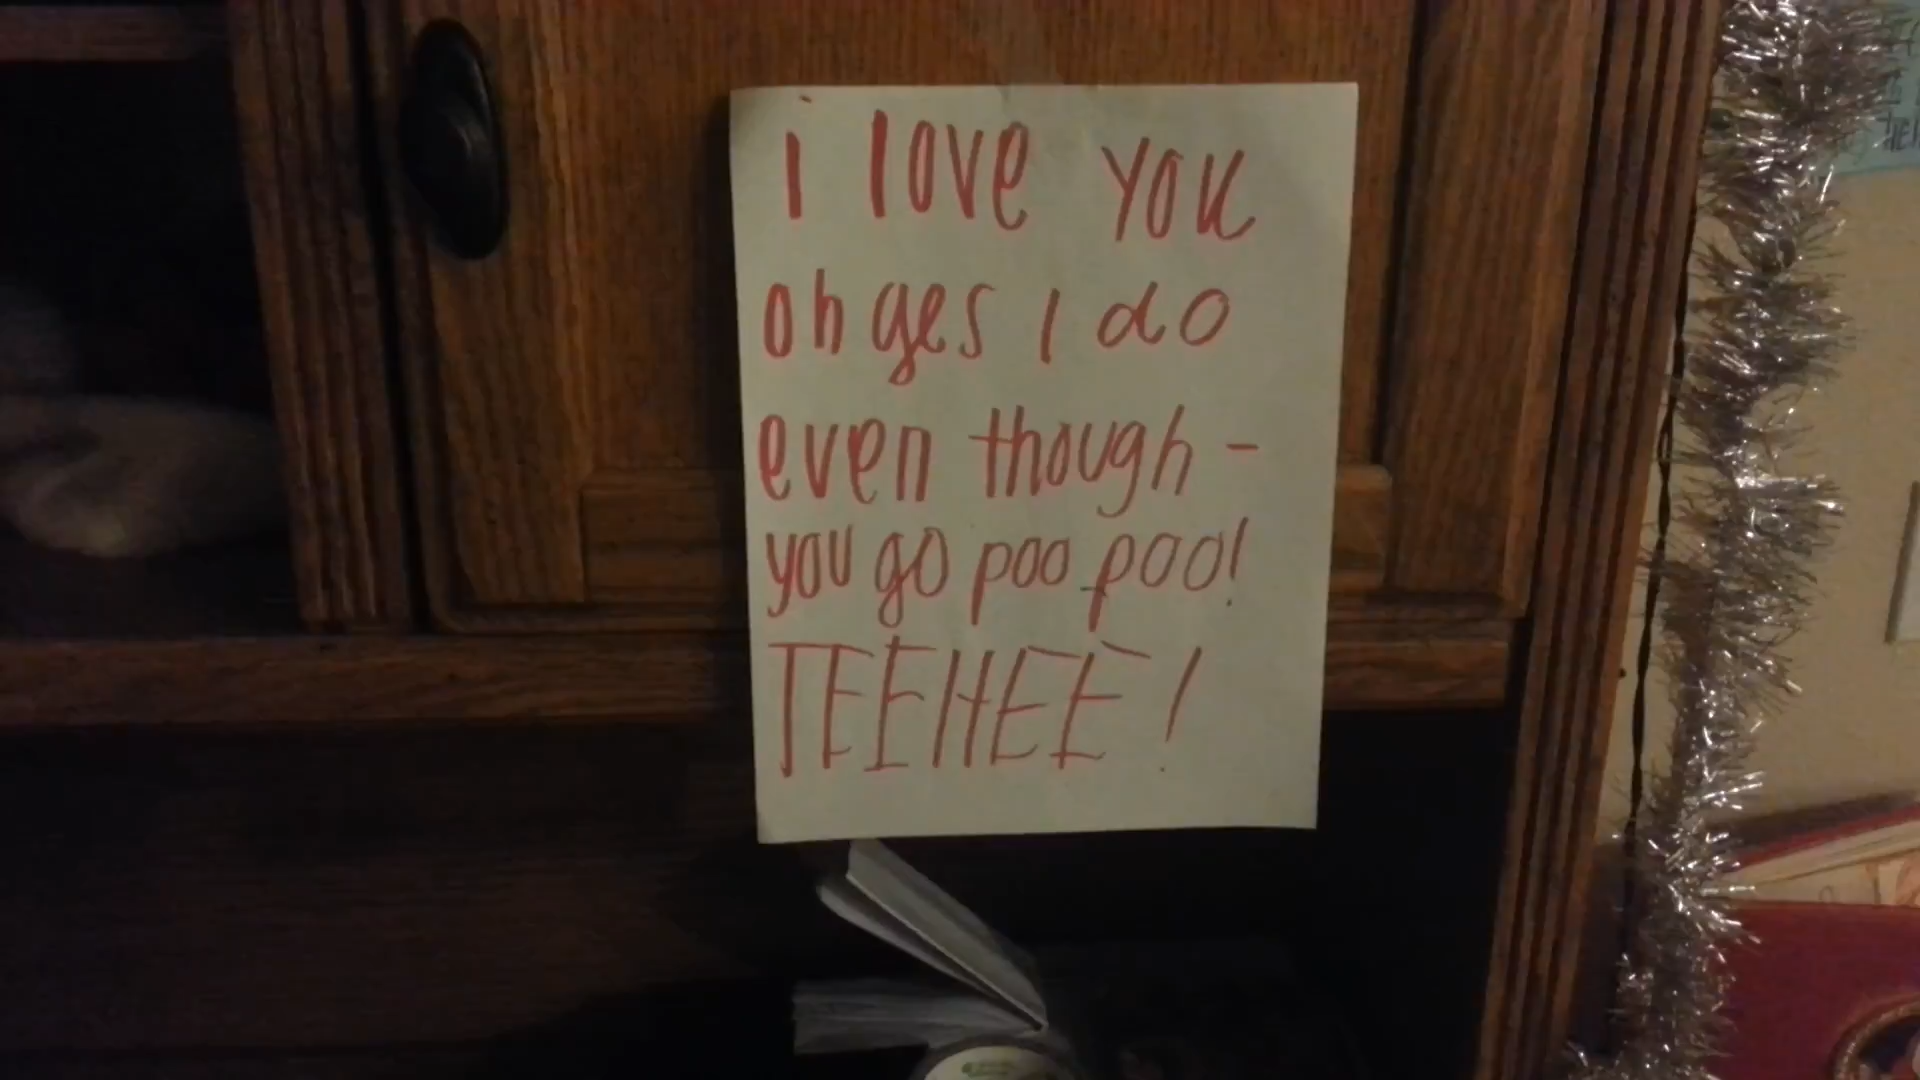 i love you
oh yes I do
even though -
you go poo poo!
TEEHEE!